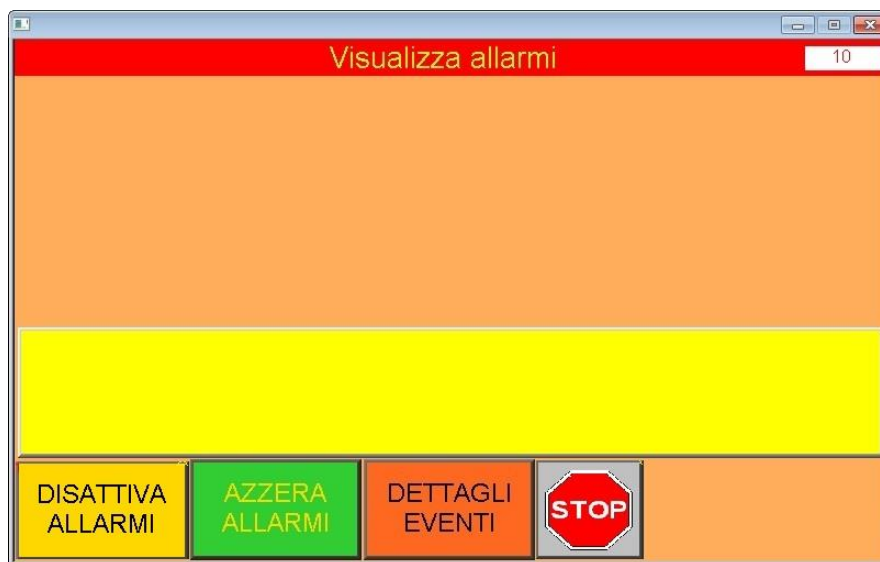 Visualizza allarmi
10
DISATTIVA
ALLARMI
AZZERA
ALLARMI
DETTAGLI
EVENTI
STOP